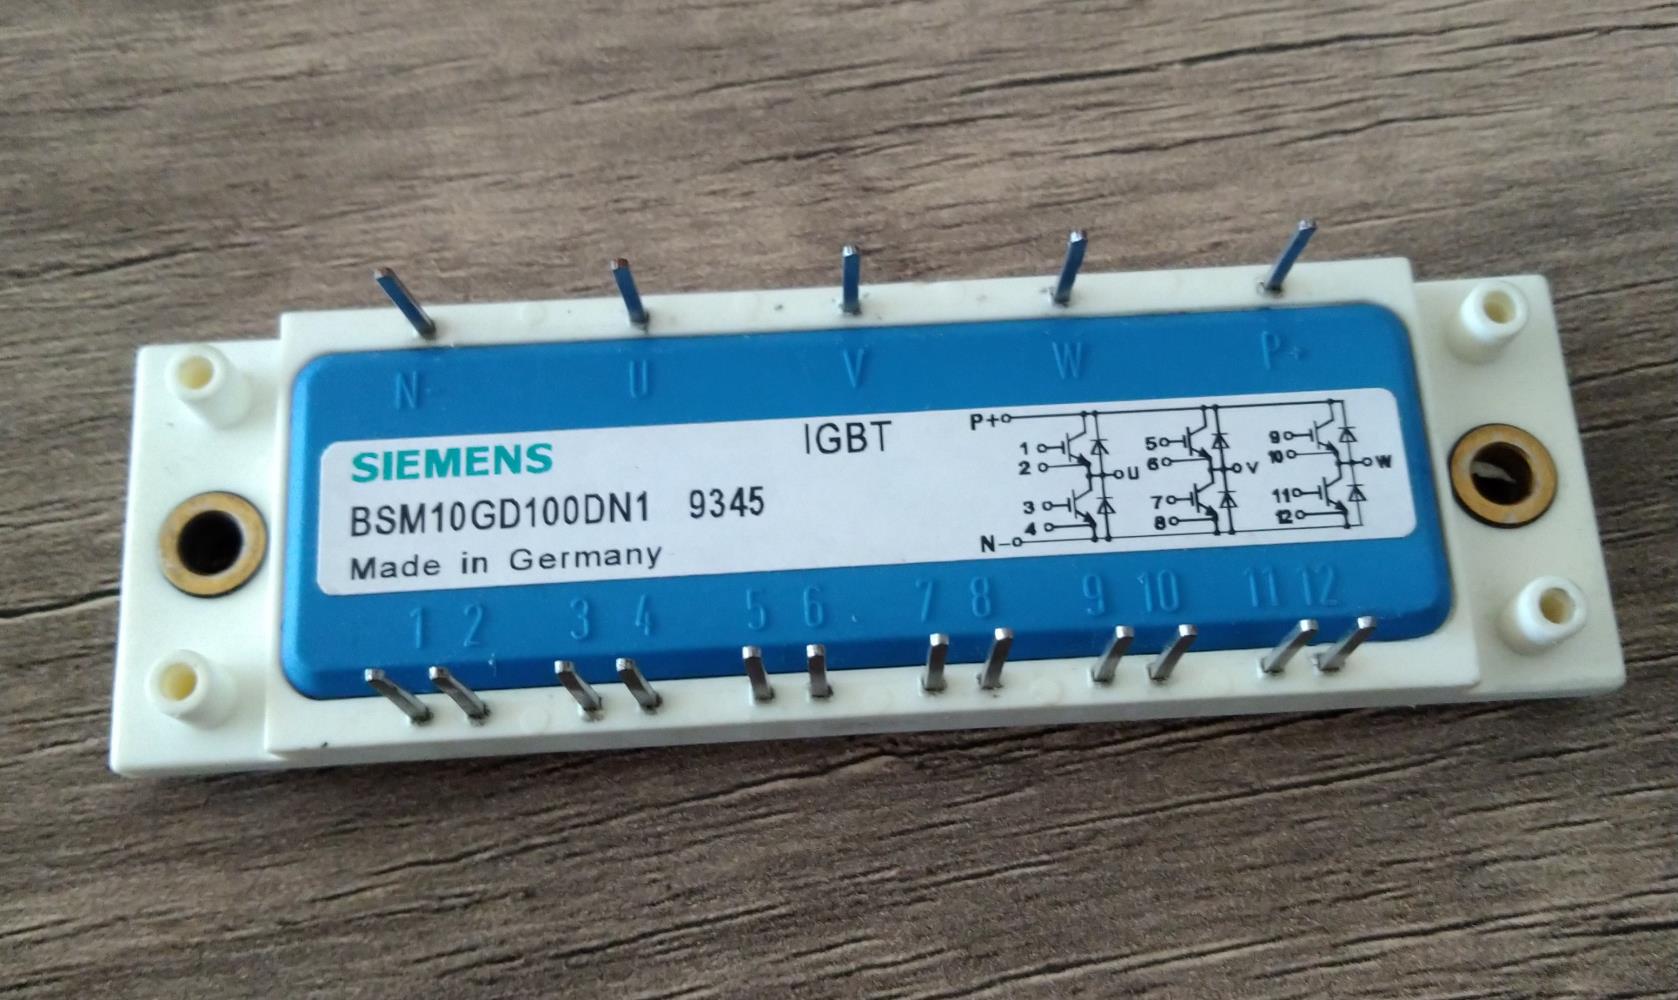 N- U V W P+
SIEMENS
IGBT
BSM10GD100DN1 9345
Made in Germany
P+
1
2
U
3
4
N-
5
6
V
7
8
9
10
W
11
12
1 2 3 4 5 6 7 8 9 10 11 12